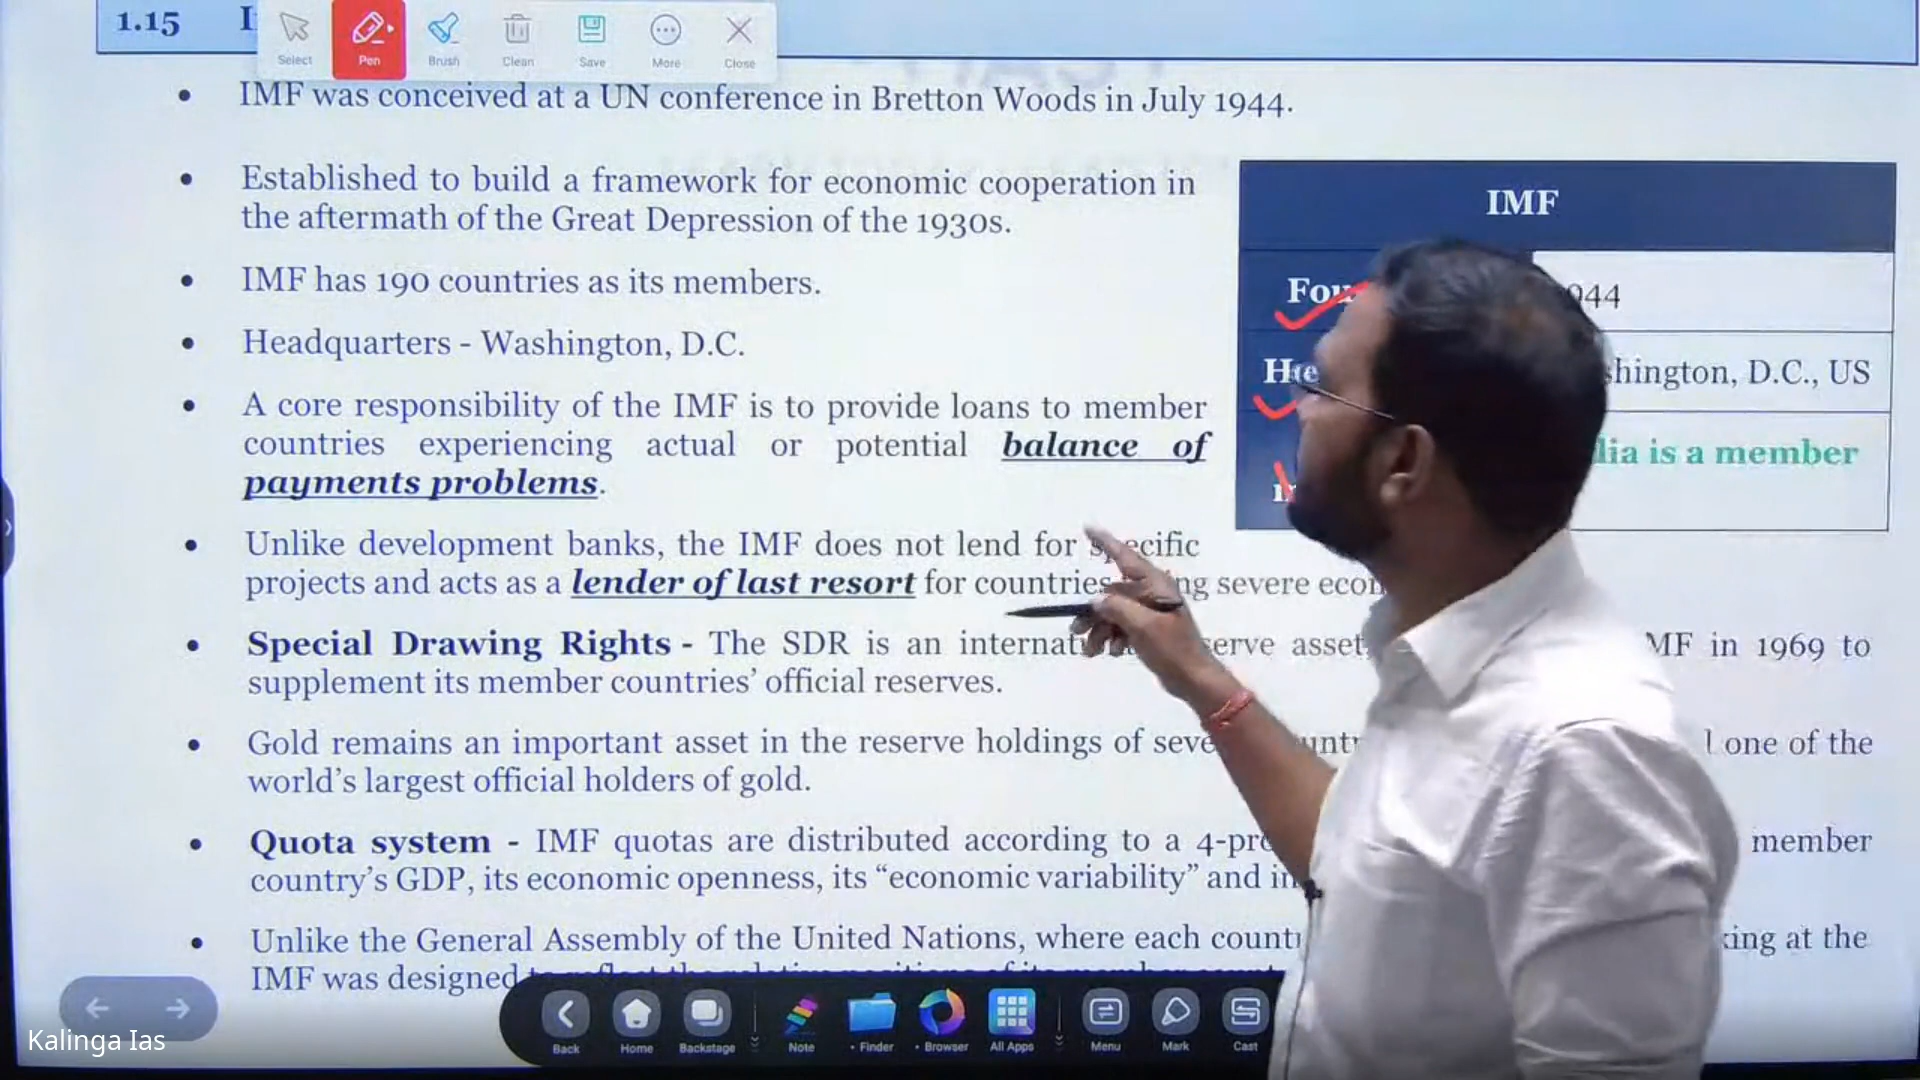 1.15 I
Select Pen Brush Clean Save More Close
• IMF was conceived at a UN conference in Bretton Woods in July 1944.
• Established to build a framework for economic cooperation in
the aftermath of the Great Depression of the 1930s.
• IMF has 190 countries as its members.
• Headquarters - Washington, D.C.
• A core responsibility of the IMF is to provide loans to member
countries experiencing actual or potential balance of
payments problems.
• Unlike development banks, the IMF does not lend for specific
projects and acts as a lender of last resort for countries severe
• Special Drawing Rights - The SDR is an asset, in 1969 to
supplement its member countries' official reserves.
• Gold remains an important asset in the reserve holdings of one of the
world's largest official holders of gold.
• Quota system - IMF quotas are distributed according to a member
country's GDP, its economic openness, its "economic variability" and
• Unlike the General Assembly of the United Nations, where each at the
IMF was designed
IMF
944
shington, D.C., US
is a member
Back Home Backstage Note • Finder • Browser All Apps Menu Mark Cast
Kalinga Ias